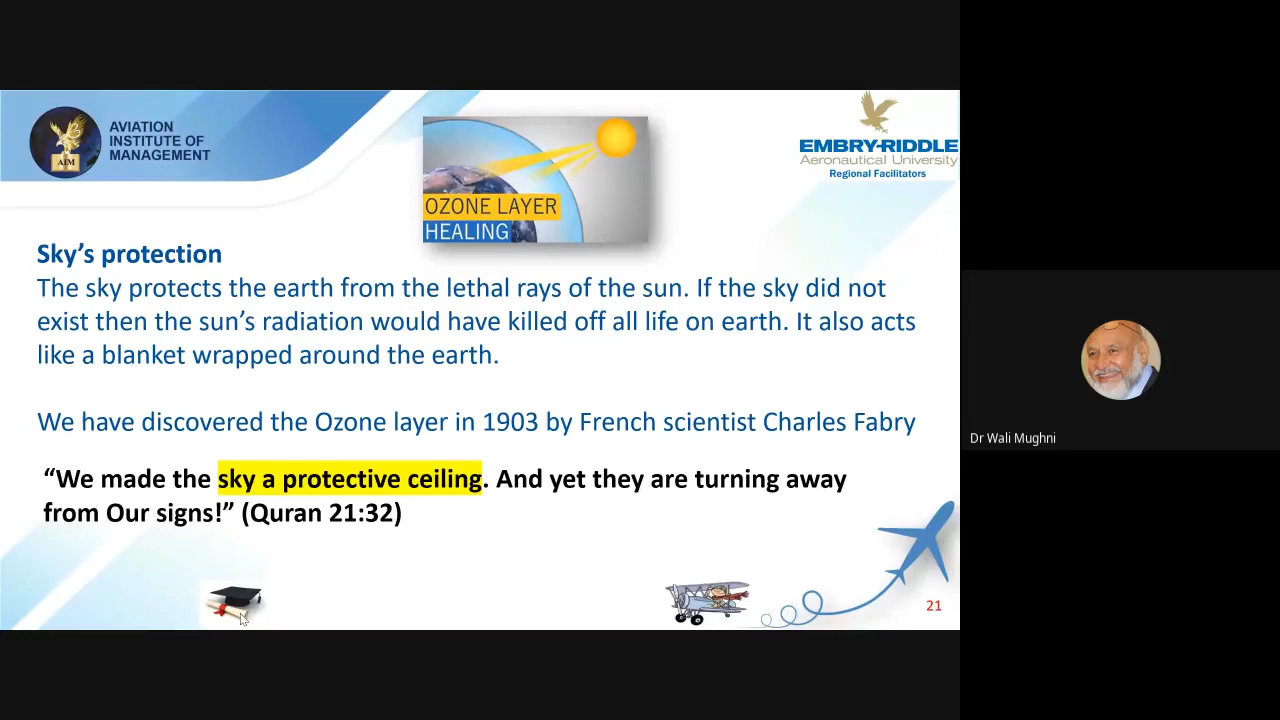 AVIATION
INSTITUTE OF
MANAGEMENT
AIM
EMBRY-RIDDLE
Aeronautical University
Regional Facilitators
OZONE LAYER
HEALING
Sky’s protection
The sky protects the earth from the lethal rays of the sun. If the sky did not
exist then the sun’s radiation would have killed off all life on earth. It also acts
like a blanket wrapped around the earth.
We have discovered the Ozone layer in 1903 by French scientist Charles Fabry
“We made the sky a protective ceiling. And yet they are turning away
from Our signs!” (Quran 21:32)
21
Dr Wali Mughni